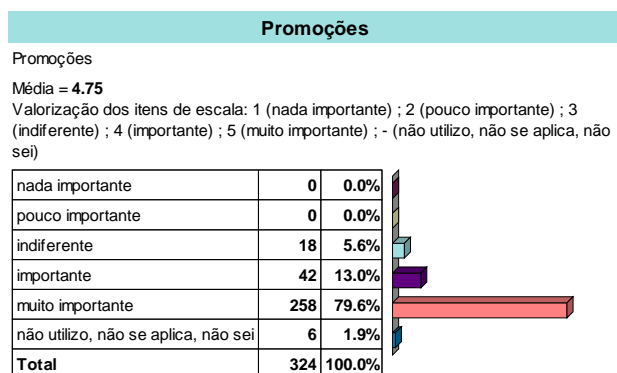 Promoções
Promoções
Média = 4.75
Valorização dos itens de escala: 1 (nada importante) ; 2 (pouco importante) ; 3
(indiferente) ; 4 (importante) ; 5 (muito importante) ; - (não utilizo, não se aplica, não
sei)
nada importante 0 0.0%
pouco importante 0 0.0%
indiferente 18 5.6%
importante 42 13.0%
muito importante 258 79.6%
não utilizo, não se aplica, não sei 6 1.9%
Total 324 100.0%